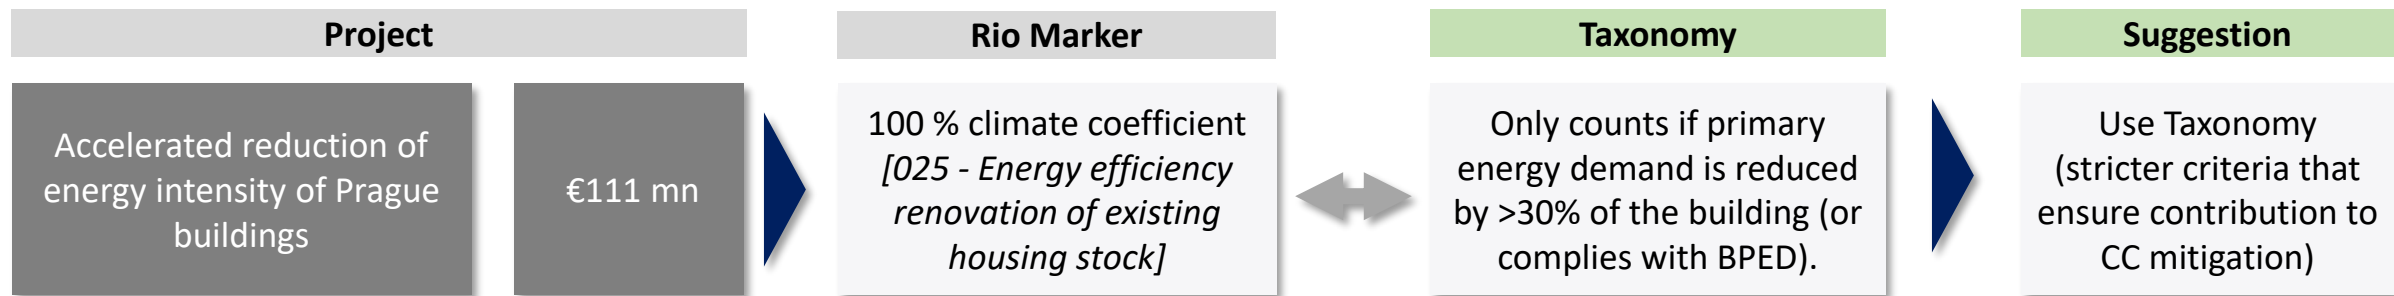 Project
Rio Marker
Taxonomy
Suggestion
Accelerated reduction of
energy intensity of Prague
buildings
€111 mn
100 % climate coefficient
[025 - Energy efficiency
renovation of existing
housing stock]
Only counts if primary
energy demand is reduced
by >30% of the building (or
complies with BPED).
Use Taxonomy
(stricter criteria that
ensure contribution to
CC mitigation)